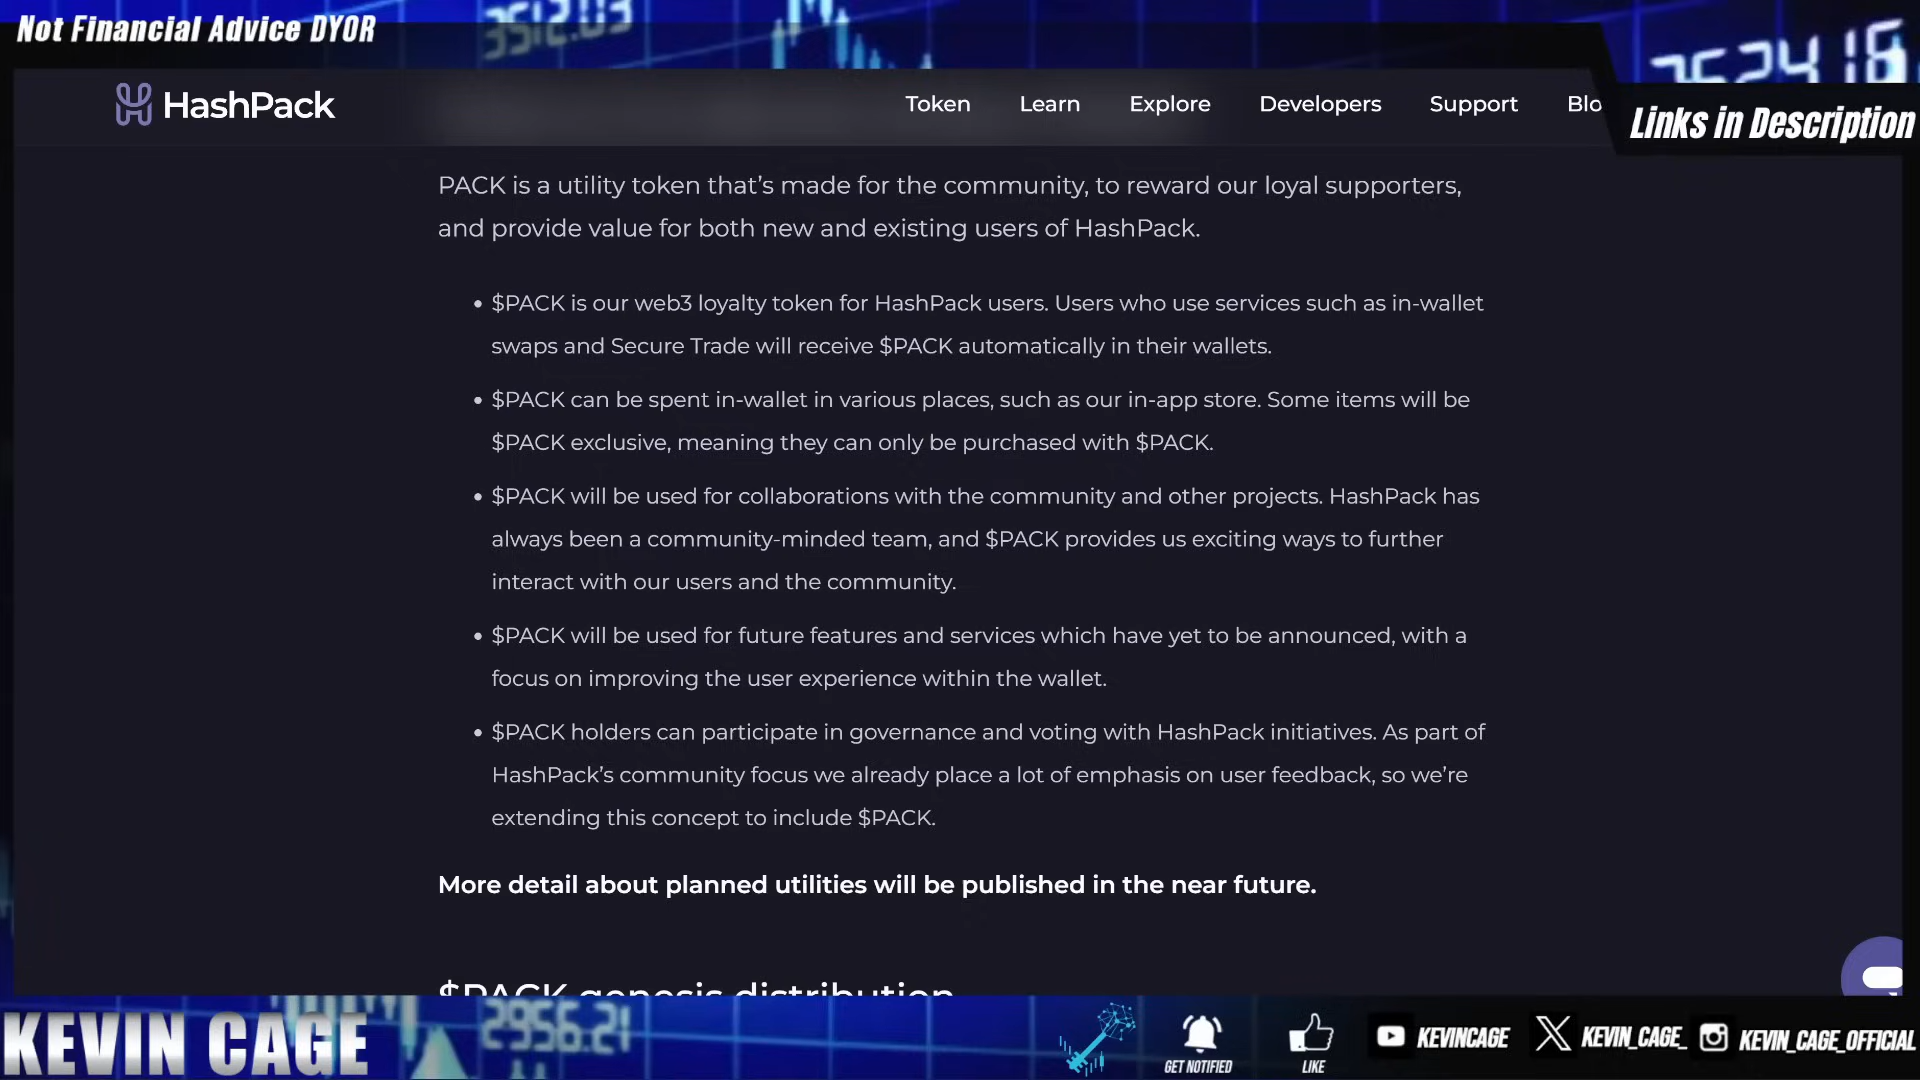 Not Financial Advice DYOR
3512.03
352418
HashPack
Token
Learn
Explore
Developers
Support
Blo
Links in Description
PACK is a utility token that’s made for the community, to reward our loyal supporters,
and provide value for both new and existing users of HashPack.
• $PACK is our web3 loyalty token for HashPack users. Users who use services such as in-wallet
swaps and Secure Trade will receive $PACK automatically in their wallets.
• $PACK can be spent in-wallet in various places, such as our in-app store. Some items will be
$PACK exclusive, meaning they can only be purchased with $PACK.
• $PACK will be used for collaborations with the community and other projects. HashPack has
always been a community-minded team, and $PACK provides us exciting ways to further
interact with our users and the community.
• $PACK will be used for future features and services which have yet to be announced, with a
focus on improving the user experience within the wallet.
• $PACK holders can participate in governance and voting with HashPack initiatives. As part of
HashPack’s community focus we already place a lot of emphasis on user feedback, so we’re
extending this concept to include $PACK.
More detail about planned utilities will be published in the near future.
$PACK genesis distribution
KEVIN CAGE
2956.21
GET NOTIFIED
LIKE
KEVINCAGE
KEVIN_CAGE_
KEVIN_CAGE_OFFICIAL